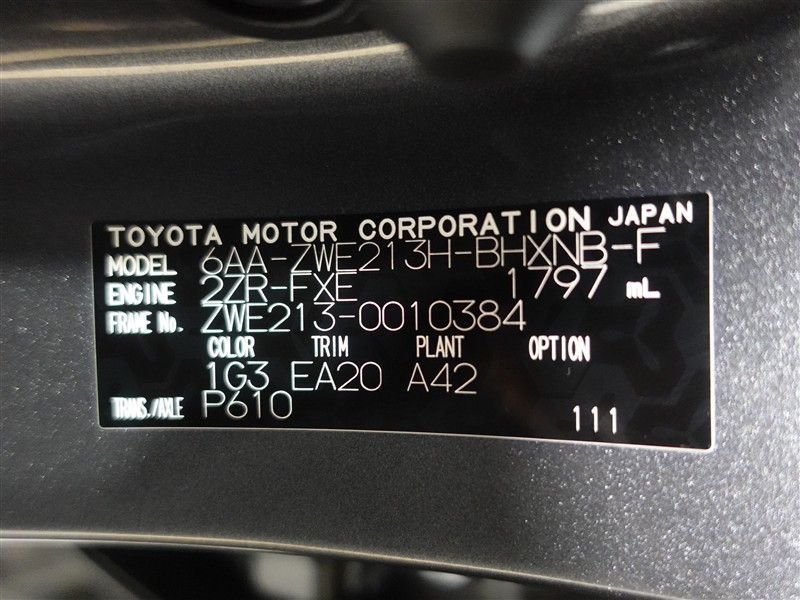 TOYOTA MOTOR CORPORATION JAPAN
MODEL 6AA-ZWE213H-BHXNB-F
ENGINE 2ZR-FXE 1797 mL
FRAME No. ZWE213-0010384
COLOR TRIM PLANT OPTION
1G3 EA20 A42
TRANS./AXLE P610 111